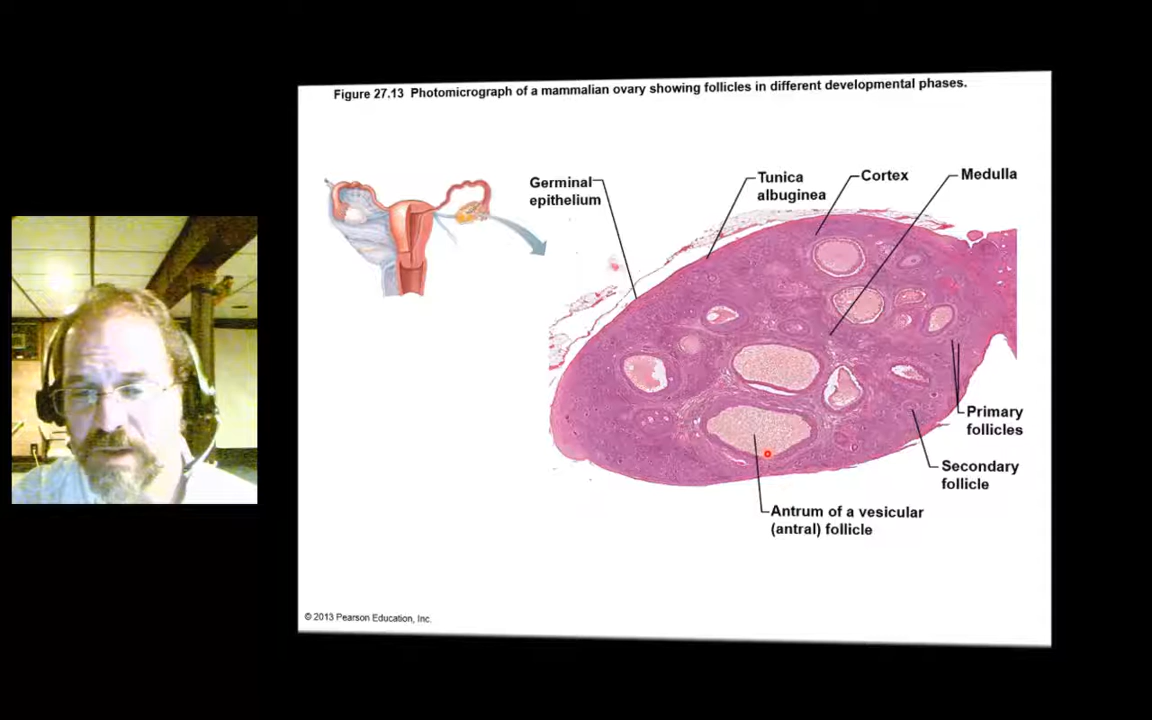 Figure 27.13 Photomicrograph of a mammalian ovary showing follicles in different developmental phases.
Germinal
epithelium
Tunica
albuginea
Cortex
Medulla
Primary
follicles
Secondary
follicle
Antrum of a vesicular
(antral) follicle
© 2013 Pearson Education, Inc.